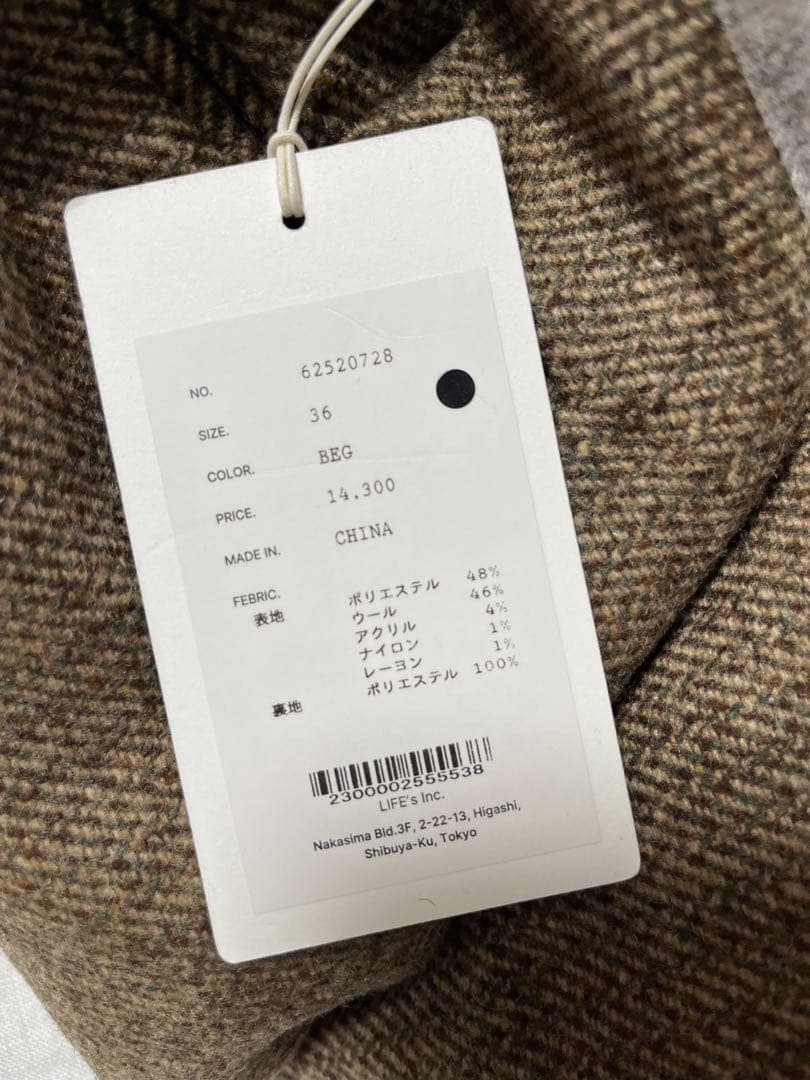 NO. 62520728
SIZE. 36
COLOR. BEG
PRICE. 14,300
MADE IN. CHINA
FEBRIC.
表地 ポリエステル 48%
ウール 46%
アクリル 4%
ナイロン 1%
レーヨン 1%
裏地 ポリエステル 100%
2300002555538
LIFE's Inc.
Nakasima Bld.3F, 2-22-13, Higashi,
Shibuya-Ku, Tokyo